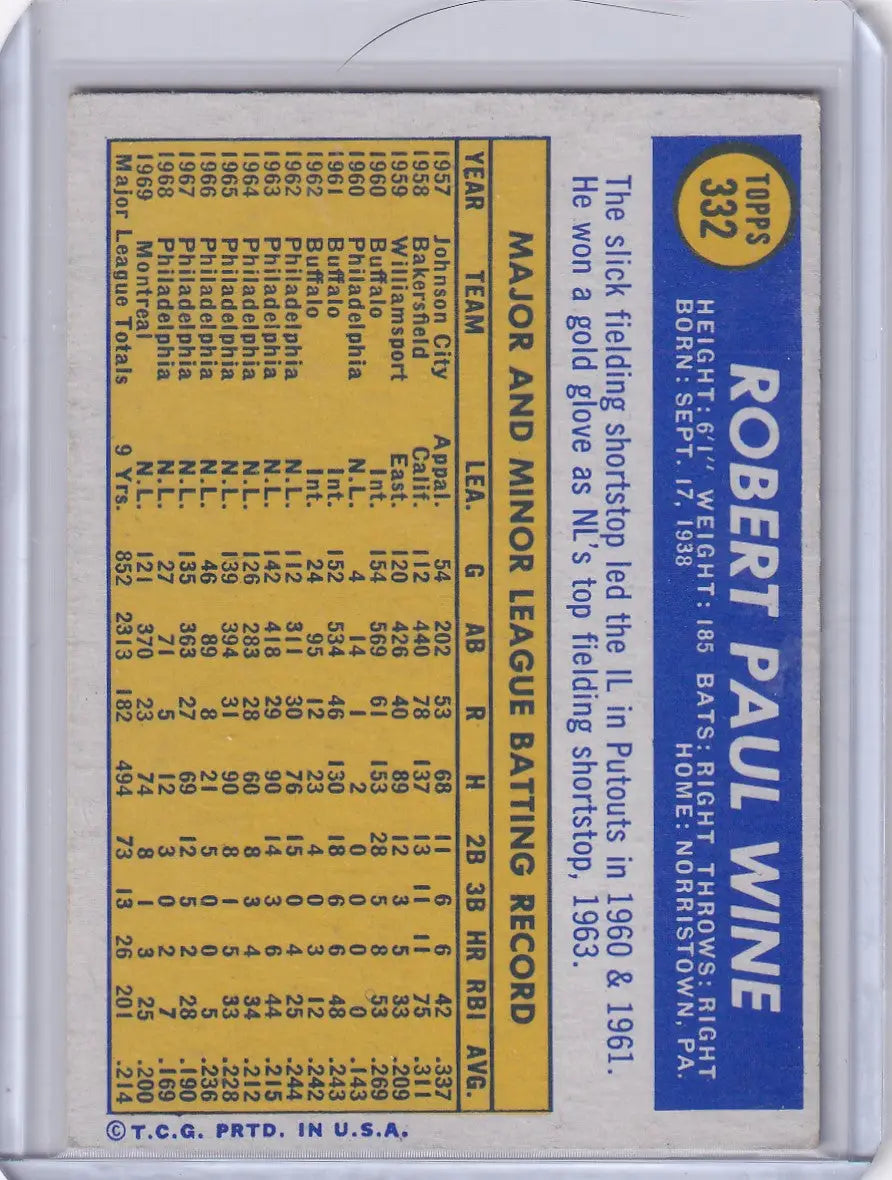 TOPPS
332
ROBERT PAUL WINE
HEIGHT: 6'1" WEIGHT: 185 BATS: RIGHT THROWS: RIGHT
BORN: SEPT. 17, 1938 HOME: NORRISTOWN, PA.
The slick fielding shortstop led the IL in Putouts in 1960 & 1961.
He won a gold glove as NL's top fielding shortstop, 1963.
MAJOR AND MINOR LEAGUE BATTING RECORD
YEAR TEAM LEA. G AB R H 2B 3B HR RBI AVG.
1957 Johnson City Appal. 54 202 53 68 11 6 6 42 .337
1958 Bakersfield Calif. 112 440 78 137 13 11 11 75 .311
1959 Williamsport East. 120 426 40 89 12 3 5 33 .209
1960 Buffalo Int. 154 569 61 153 28 5 8 53 .269
1960 Philadelphia N.L. 4 14 1 2 0 0 0 0 .143
1961 Buffalo Int. 152 534 46 130 18 6 6 48 .243
1962 Buffalo Int. 24 95 12 23 4 0 3 12 .242
1962 Philadelphia N.L. 112 311 30 76 15 0 4 25 .244
1963 Philadelphia N.L. 142 418 29 90 14 3 6 44 .215
1964 Philadelphia N.L. 126 283 28 60 8 3 4 34 .212
1965 Philadelphia N.L. 139 394 31 90 8 1 5 33 .228
1966 Philadelphia N.L. 46 89 8 21 5 0 0 5 .236
1967 Philadelphia N.L. 135 363 27 69 12 5 2 28 .190
1968 Philadelphia N.L. 27 71 5 12 3 0 2 7 .169
1969 Montreal N.L. 121 370 23 74 8 1 3 25 .200
Major League Totals 9 Yrs. 852 2313 182 494 73 13 26 201 .214
© T.C.G. PRTD. IN U.S.A.